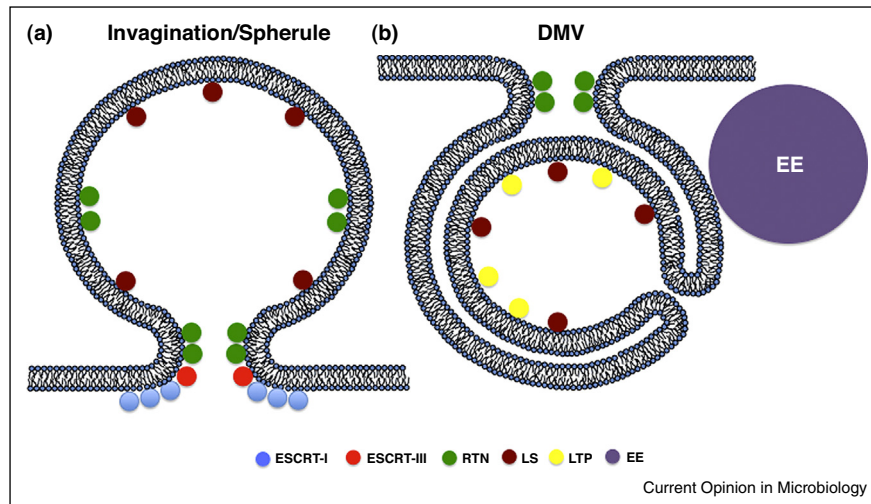 (a) Invagination/Spherule (b) DMV
EE
ESCRT-I ESCRT-III RTN LS LTP EE
Current Opinion in Microbiology